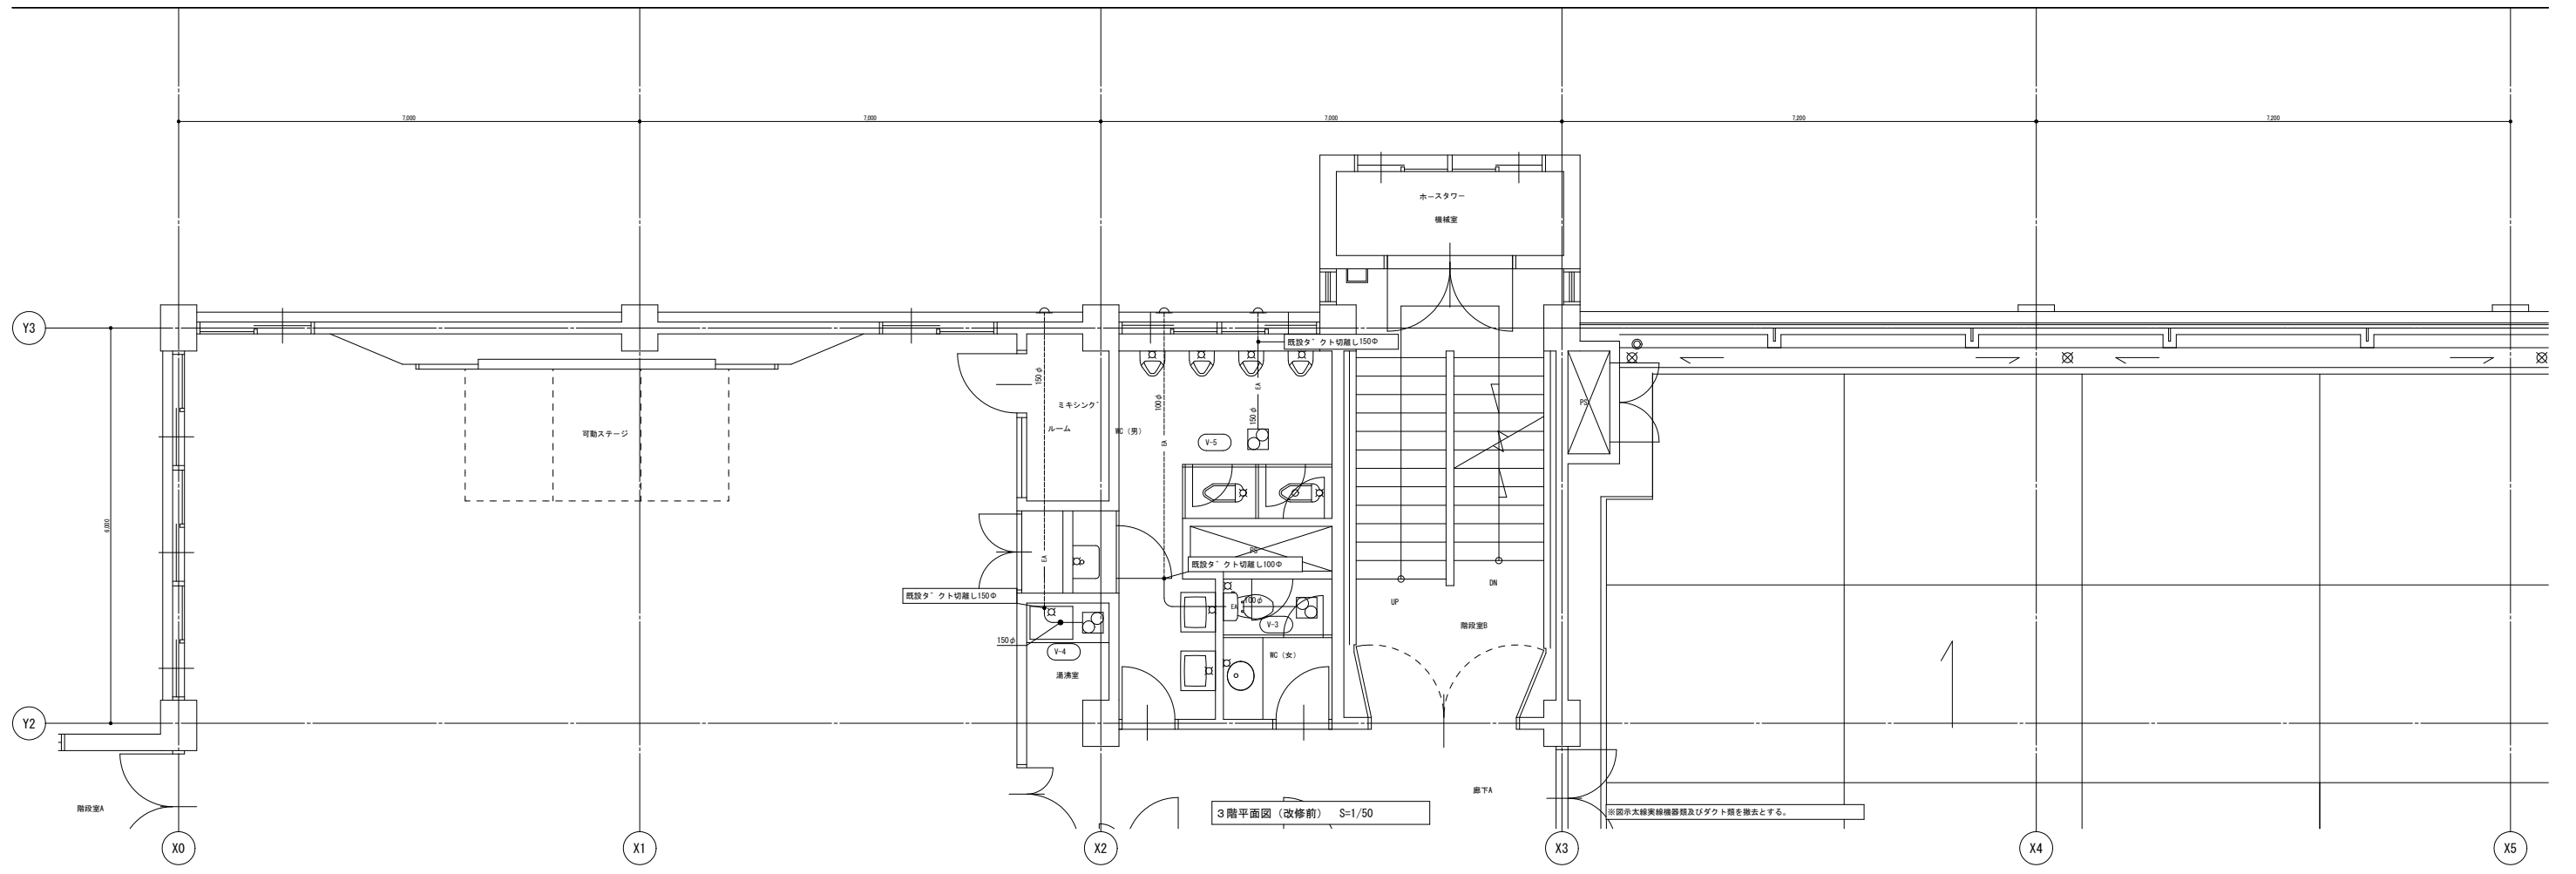 7,000
7,000
7,000
7,200
7,200
ホースタワー
機械室
Y3
既設ダクト切離し150Φ
150φ
100φ
EA
150φ
ミキシング
ルーム
WC（男）
EA
V-5
PS
可動ステージ
6,000
EA
PS
既設ダクト切離し100Φ
既設ダクト切離し150Φ
100φ
EA
V-3
UP
DN
階段室B
150φ
V-4
湯沸室
WC（女）
Y2
階段室A
廊下A
3階平面図（改修前） S=1/50
※図示太線実線機器類及びダクト類を撤去とする。
X0
X1
X2
X3
X4
X5